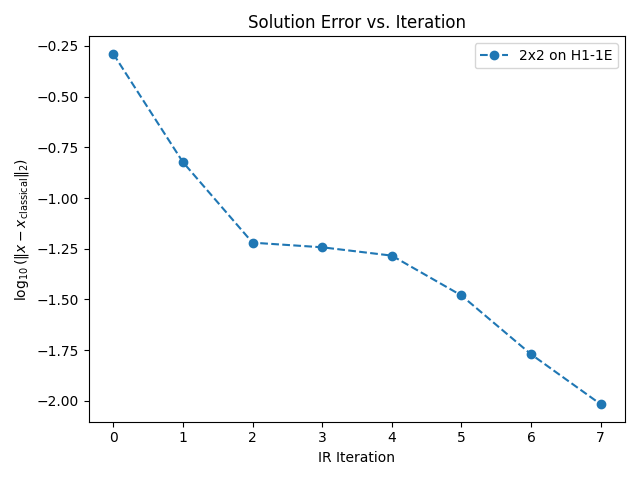 Solution Error vs. Iteration
2x2 on H1-1E
−0.25
−0.50
−0.75
−1.00
−1.25
−1.50
−1.75
−2.00
log₁₀(‖x − x_classical‖₂)
0 1 2 3 4 5 6 7
IR Iteration